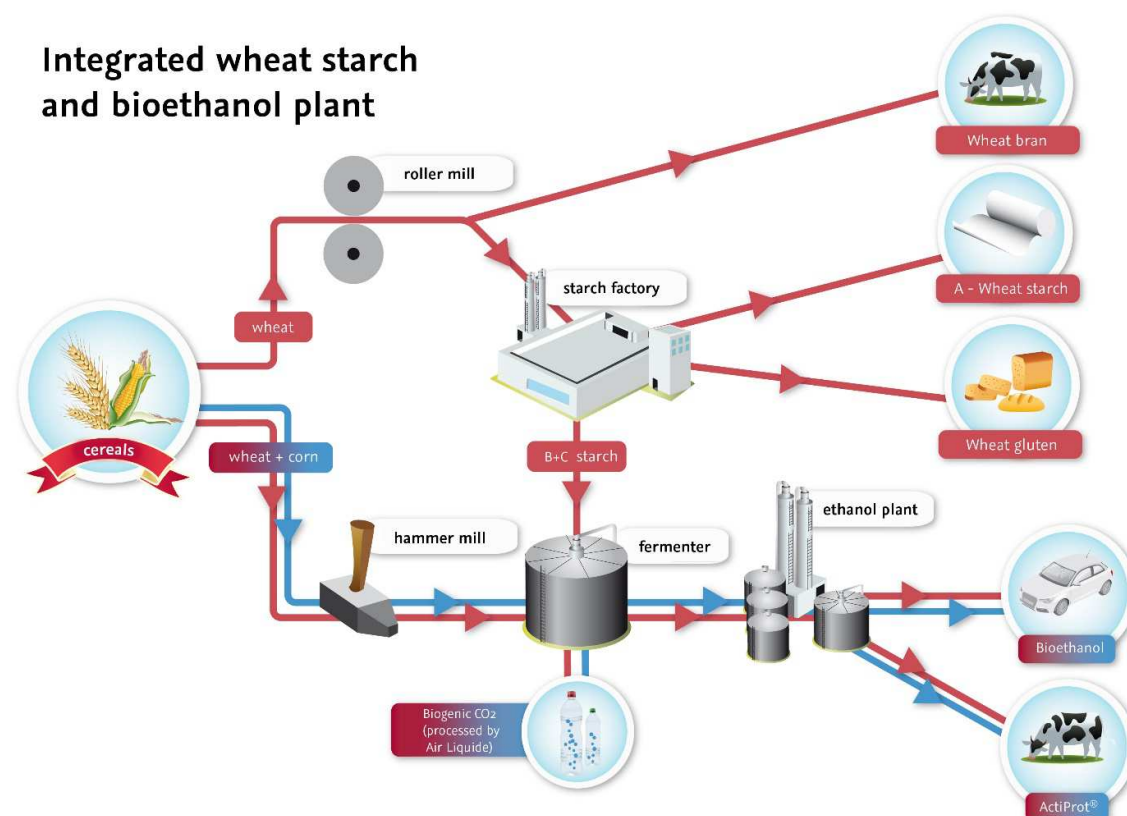 Integrated wheat starch
and bioethanol plant
roller mill
Wheat bran
starch factory
A - Wheat starch
wheat
Wheat gluten
cereals
wheat + corn
B+C starch
ethanol plant
hammer mill
fermenter
Bioethanol
Biogenic CO2
(processed by
Air Liquide)
ActiProt®